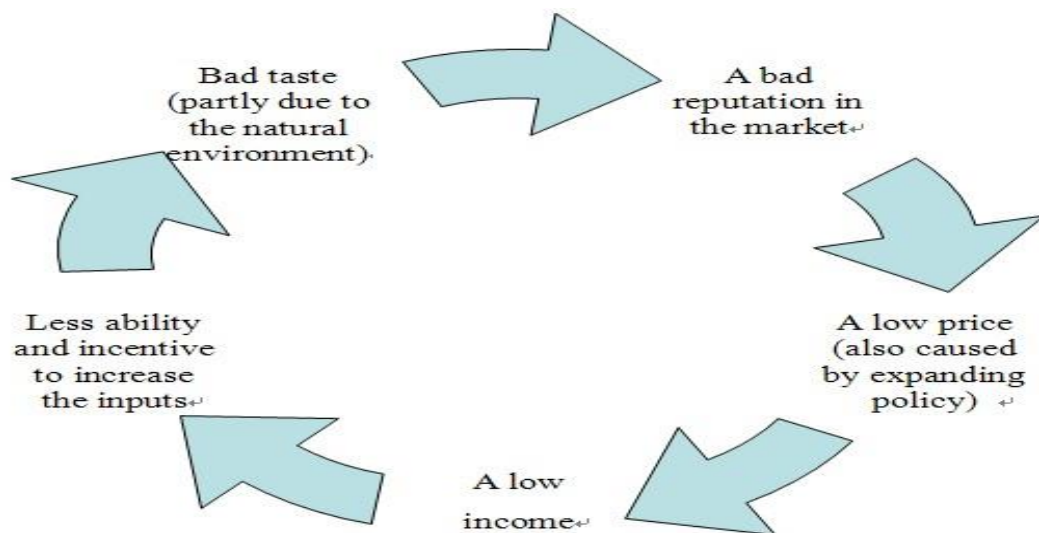 Bad taste
(partly due to
the natural
environment)
A bad
reputation in
the market↵
A low price
(also caused
by expanding
policy) ↵
A low
income↵
Less ability
and incentive
to increase
the inputs↵